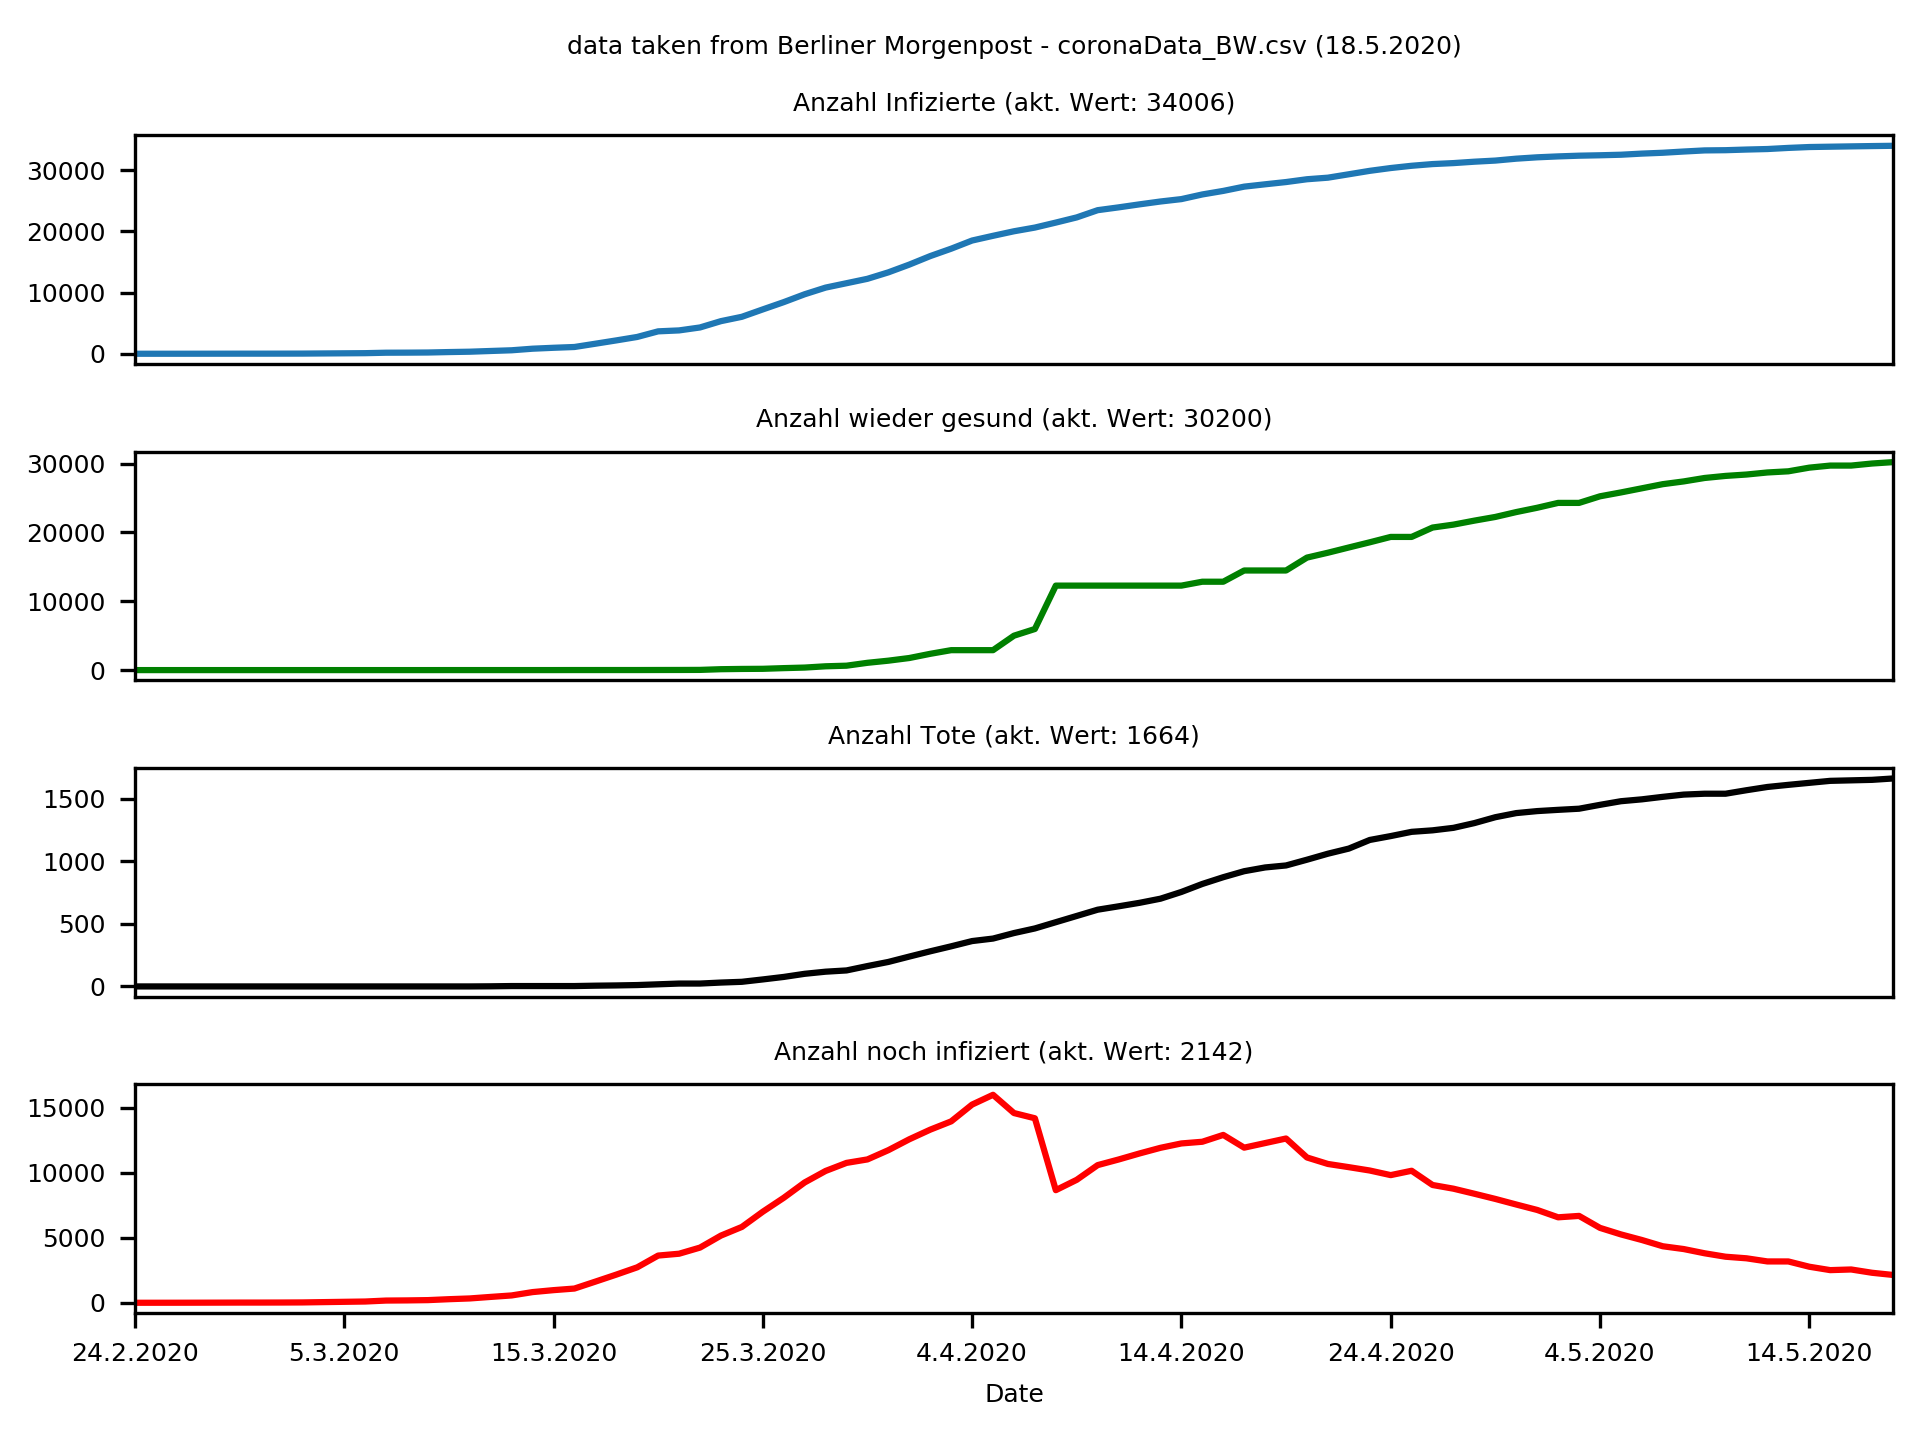 data taken from Berliner Morgenpost - coronaData_BW.csv (18.5.2020)
Anzahl Infizierte (akt. Wert: 34006)
30000
20000
10000
0
Anzahl wieder gesund (akt. Wert: 30200)
30000
20000
10000
0
Anzahl Tote (akt. Wert: 1664)
1500
1000
500
0
Anzahl noch infiziert (akt. Wert: 2142)
15000
10000
5000
0
24.2.2020 5.3.2020 15.3.2020 25.3.2020 4.4.2020 14.4.2020 24.4.2020 4.5.2020 14.5.2020
Date